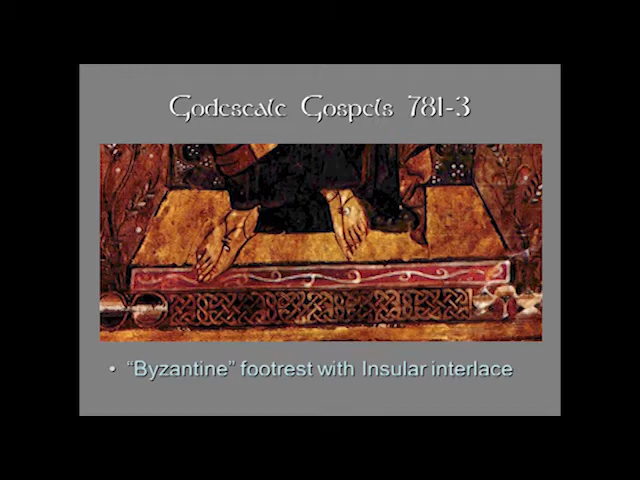 Godescalc Gospels 781-3
• “Byzantine” footrest with Insular interlace